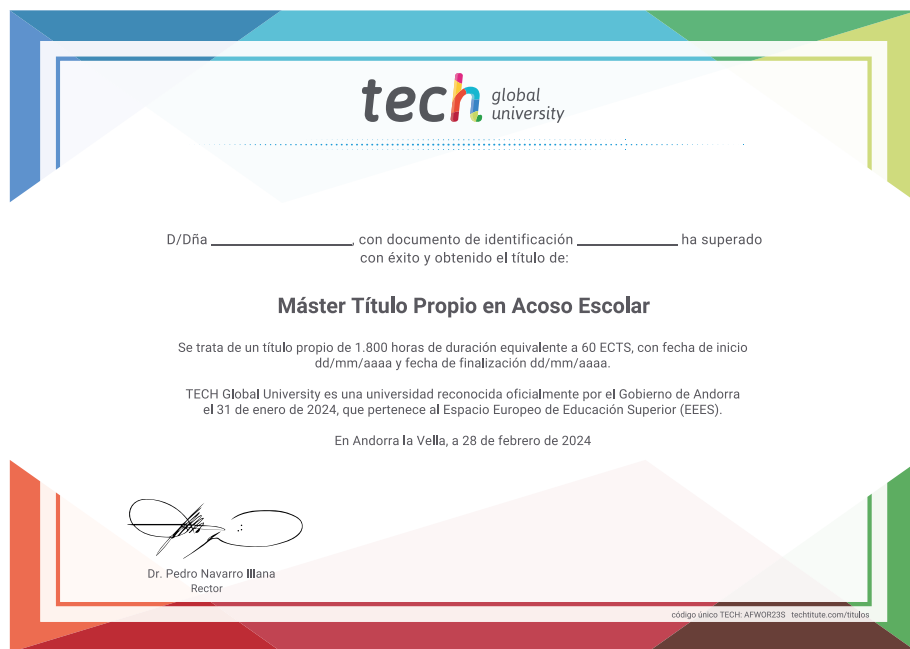 tech global university
D/Dña ____________, con documento de identificación ____________ ha superado
con éxito y obtenido el título de:
Máster Título Propio en Acoso Escolar
Se trata de un título propio de 1.800 horas de duración equivalente a 60 ECTS, con fecha de inicio
dd/mm/aaaa y fecha de finalización dd/mm/aaaa.
TECH Global University es una universidad reconocida oficialmente por el Gobierno de Andorra
el 31 de enero de 2024, que pertenece al Espacio Europeo de Educación Superior (EEES).
En Andorra la Vella, a 28 de febrero de 2024
Dr. Pedro Navarro Illana
Rector
código único TECH: AFWOR23S techtitute.com/titulos